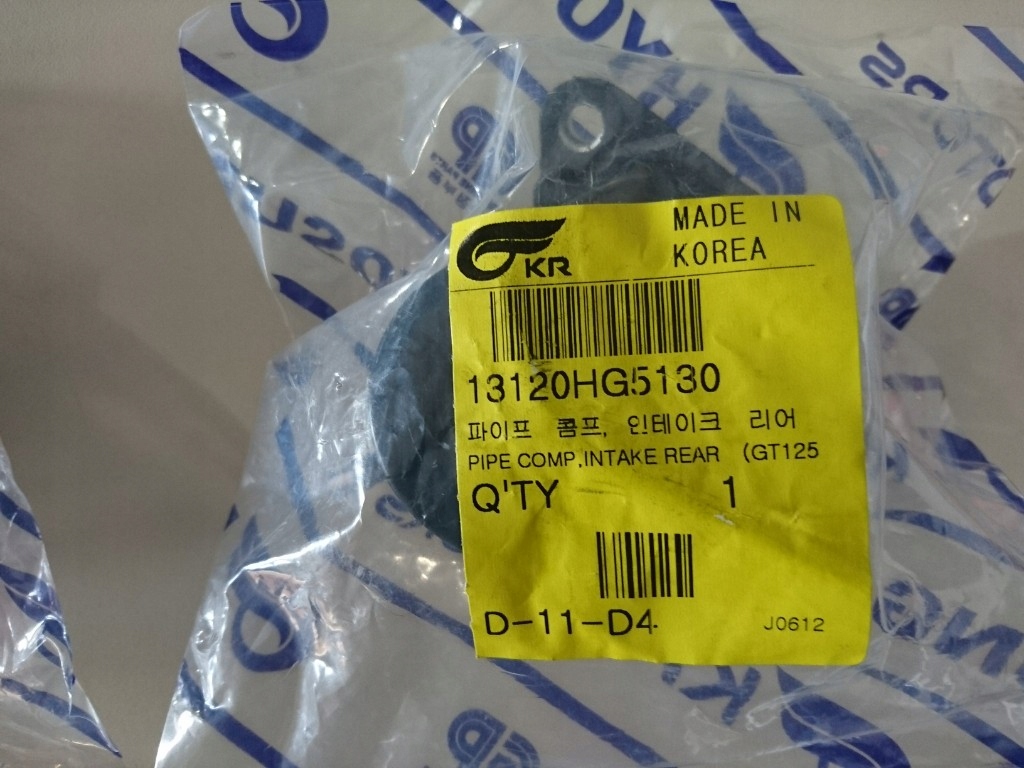 KR
MADE IN
KOREA
13120HG5130
파이프 콤프, 인테이크 리어
PIPE COMP,INTAKE REAR (GT125
Q'TY 1
D-11-D4
J0612